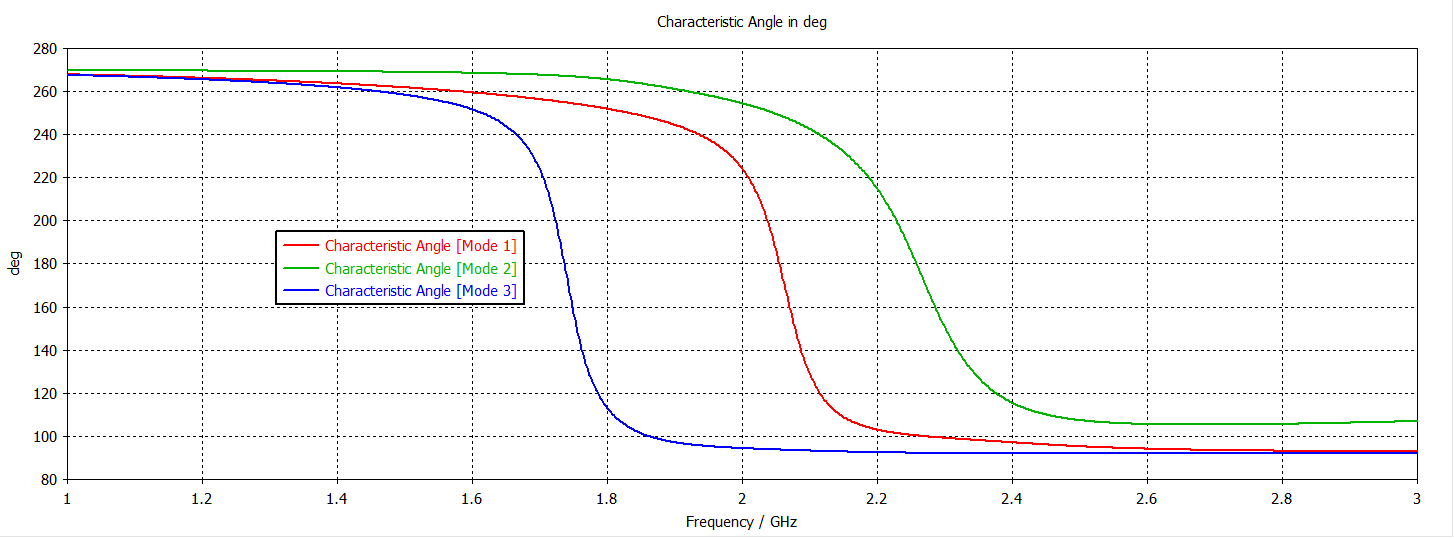 Characteristic Angle in deg
280
260
240
220
200
180
160
140
120
100
80
deg
Characteristic Angle [Mode 1]
Characteristic Angle [Mode 2]
Characteristic Angle [Mode 3]
1 1.2 1.4 1.6 1.8 2 2.2 2.4 2.6 2.8 3
Frequency / GHz